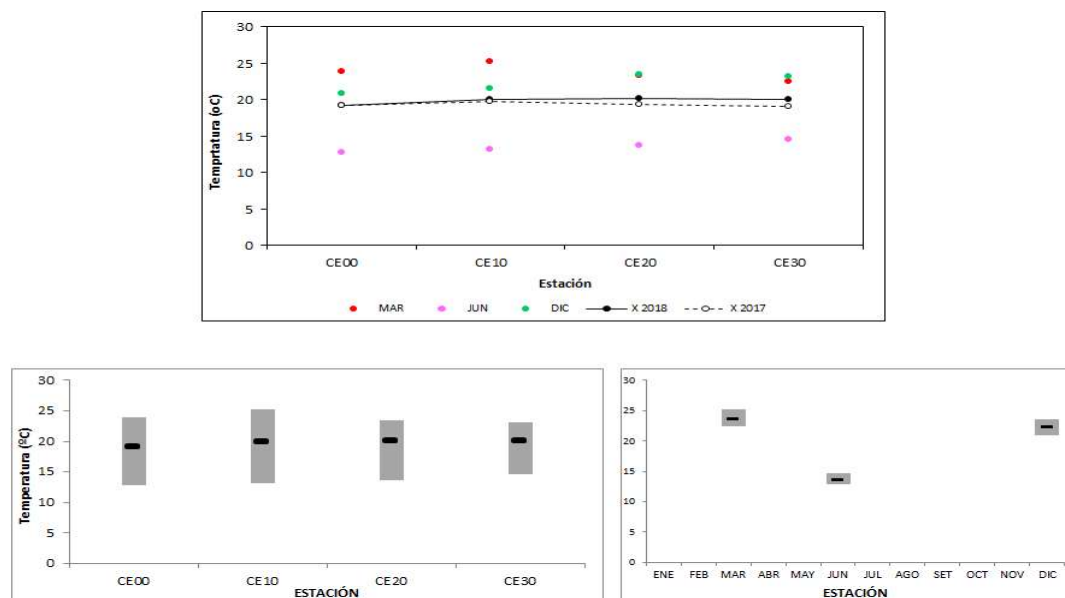 30
25
20
15
10
5
0
Temprtatura (oC)
CE00 CE10 CE20 CE30
Estación
MAR JUN DIC X 2018 X 2017
30
25
20
15
10
5
0
Temperatura (ºC)
CE00 CE10 CE20 CE30
ESTACIÓN
30
25
20
15
10
5
0
ENE FEB MAR ABR MAY JUN JUL AGO SET OCT NOV DIC
ESTACIÓN